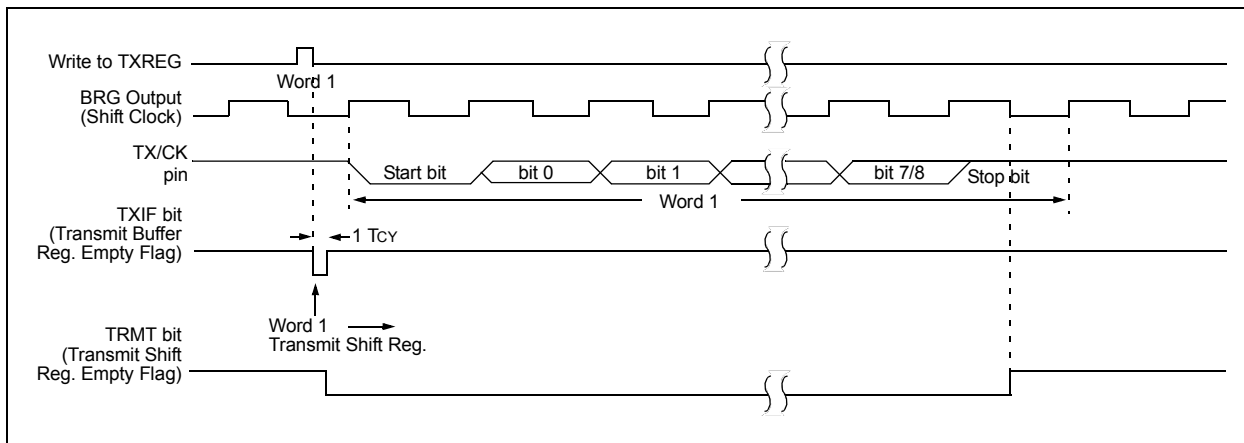 Write to TXREG
Word 1
BRG Output
(Shift Clock)
TX/CK
pin
Start bit
bit 0
bit 1
bit 7/8
Stop bit
Word 1
TXIF bit
(Transmit Buffer
Reg. Empty Flag)
1 TCY
Word 1
Transmit Shift Reg.
TRMT bit
(Transmit Shift
Reg. Empty Flag)